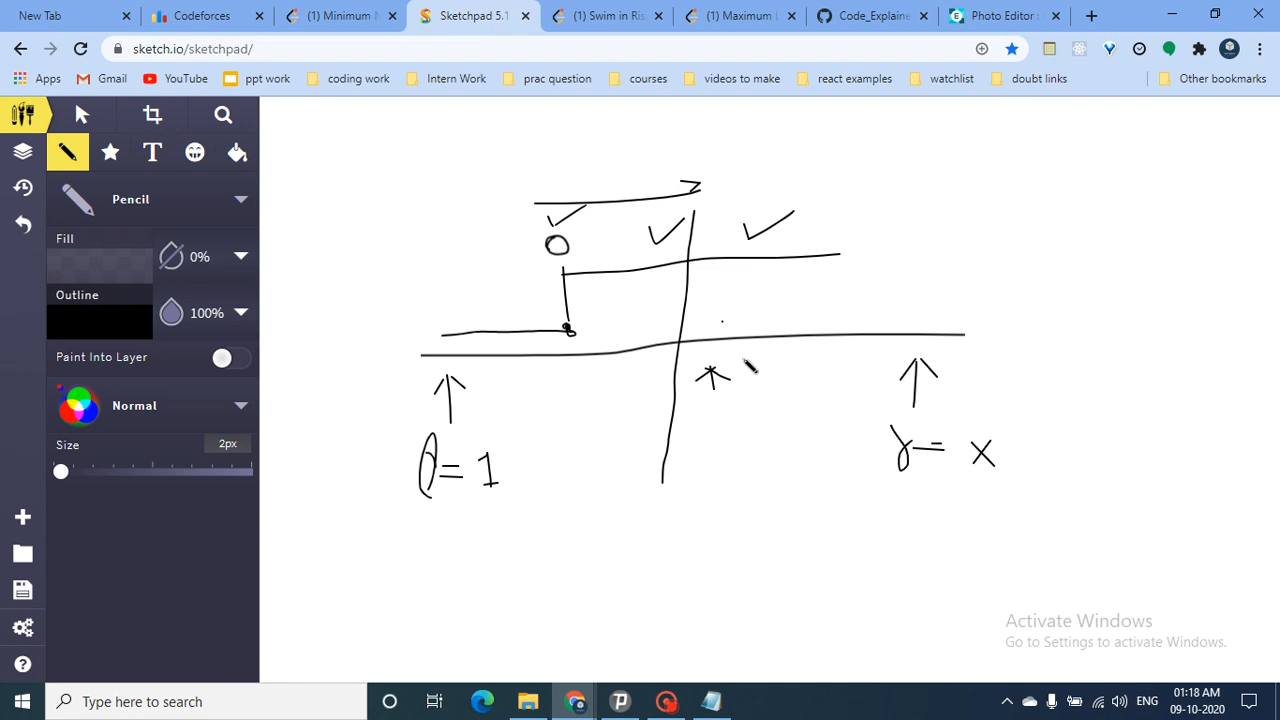 New Tab
Codeforces
(1) Minimum N
Sketchpad 5.1
(1) Swim in Ris
(1) Maximum L
Code_Explaine
Photo Editor :
sketch.io/sketchpad/
Apps
Gmail
YouTube
ppt work
coding work
Intern Work
prac question
courses
videos to make
react examples
watchlist
doubt links
Other bookmarks
Pencil
Fill
0%
Outline
100%
Paint Into Layer
Normal
Size
2px
0
l = 1
r = x
Activate Windows
Go to Settings to activate Windows.
Type here to search
ENG
01:18 AM
09-10-2020